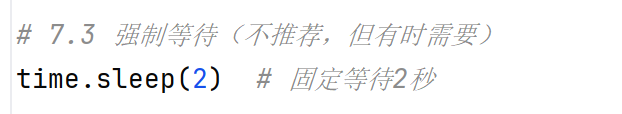 # 7.3 强制等待（不推荐，但有时需要）
time.sleep(2)  # 固定等待2秒